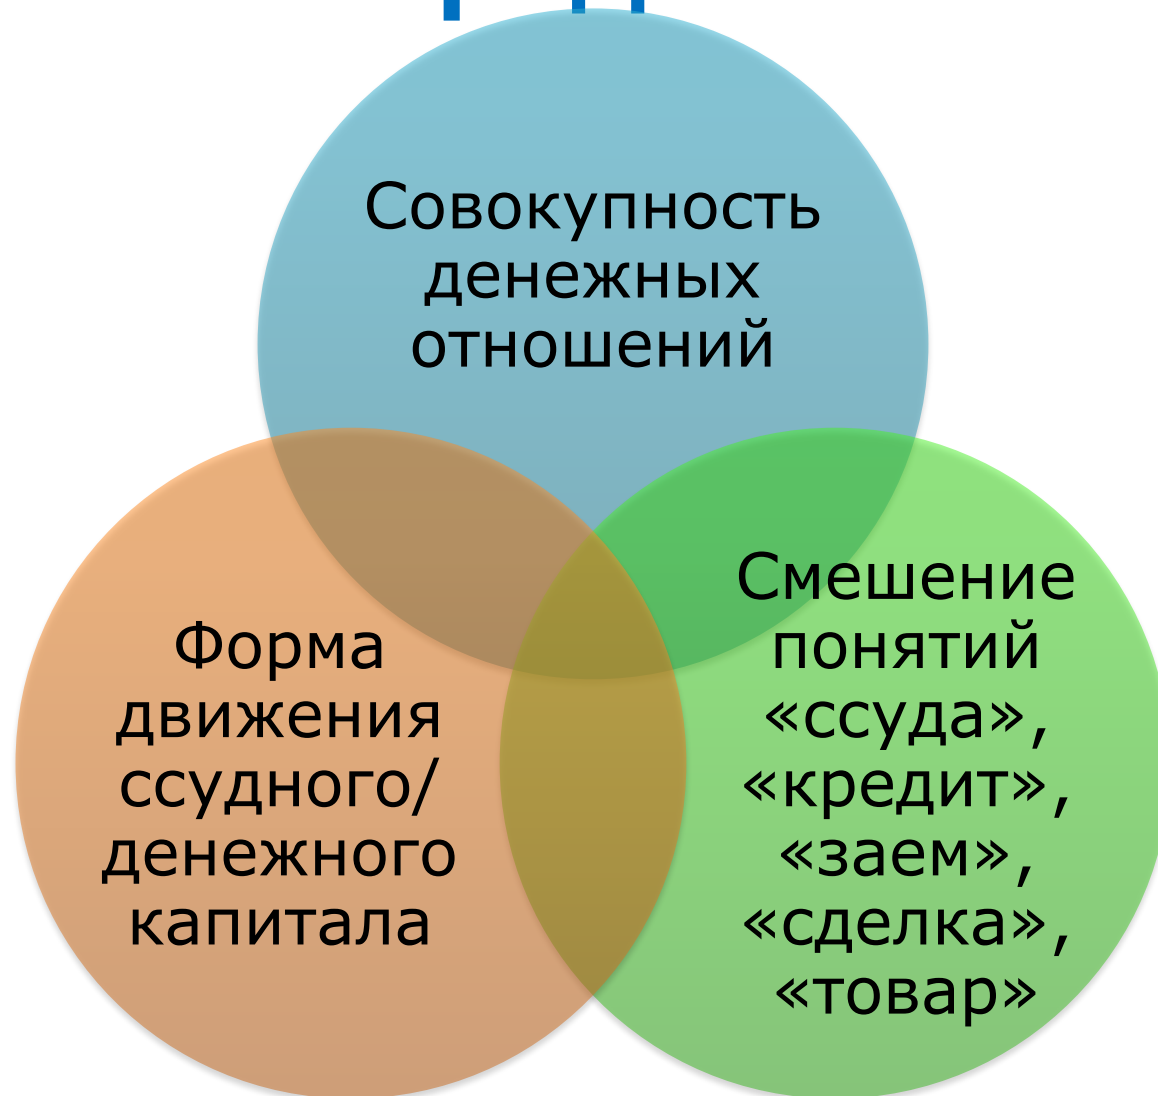 Совокупность
денежных
отношений
Форма
движения
ссудного/
денежного
капитала
Смешение
понятий
«ссуда»,
«кредит»,
«заем»,
«сделка»,
«товар»